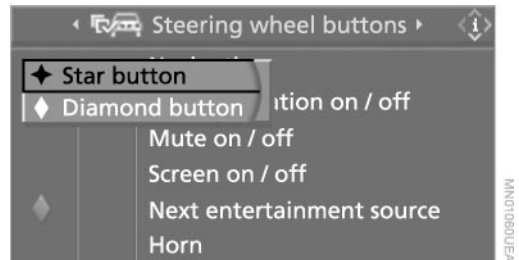 Steering wheel buttons
Star button
Diamond button
ation on / off
Mute on / off
Screen on / off
Next entertainment source
Horn
MN01060UEA